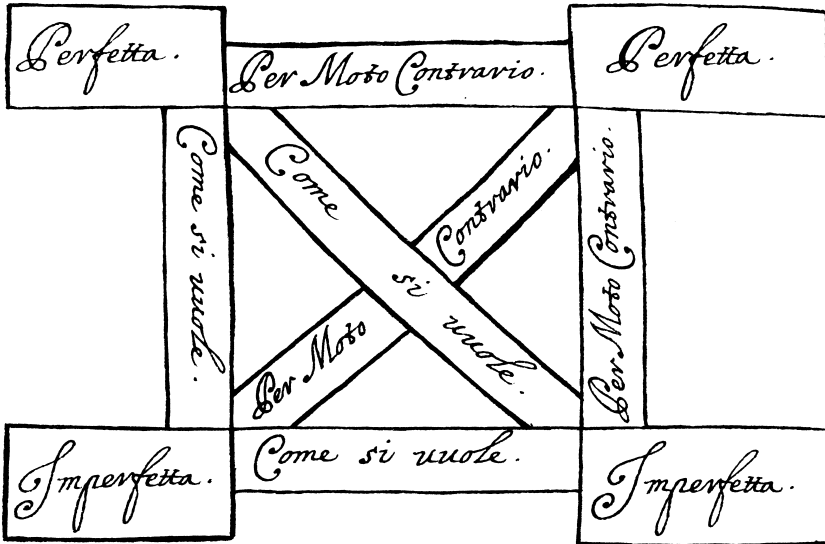 Perfetta.
Per Moto Contrario.
Perfetta.
Come si uuole.
Come si uuole.
Per Moto Contrario.
Per Moto Contrario.
Imperfetta.
Come si uuole.
Imperfetta.